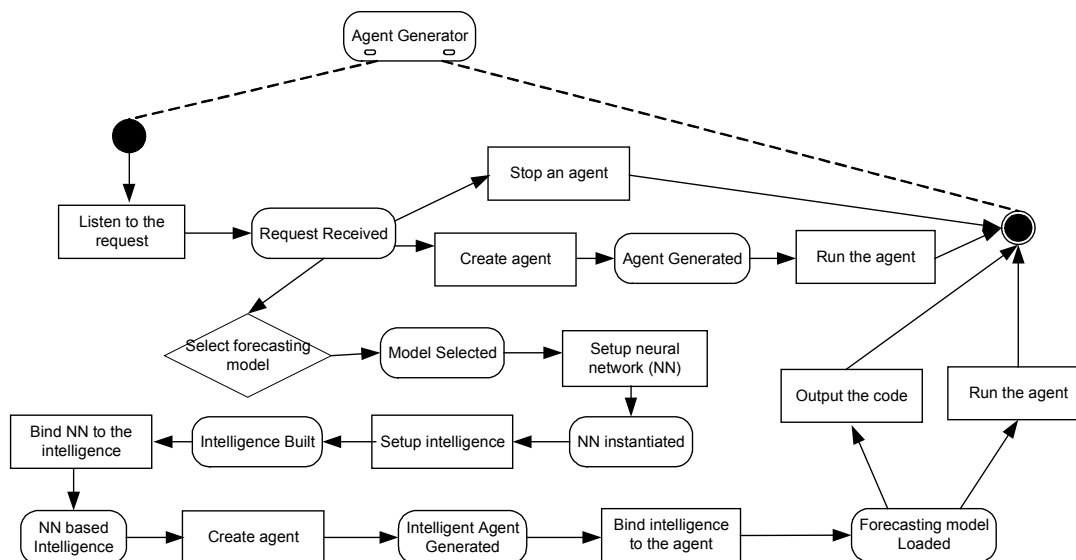 Agent Generator
Stop an agent
Listen to the
request
Request Received
Create agent
Agent Generated
Run the agent
Select forecasting
model
Model Selected
Setup neural
network (NN)
Output the code
Run the agent
Bind NN to the
intelligence
Intelligence Built
Setup intelligence
NN instantiated
NN based
Intelligence
Create agent
Intelligent Agent
Generated
Bind intelligence
to the agent
Forecasting model
Loaded